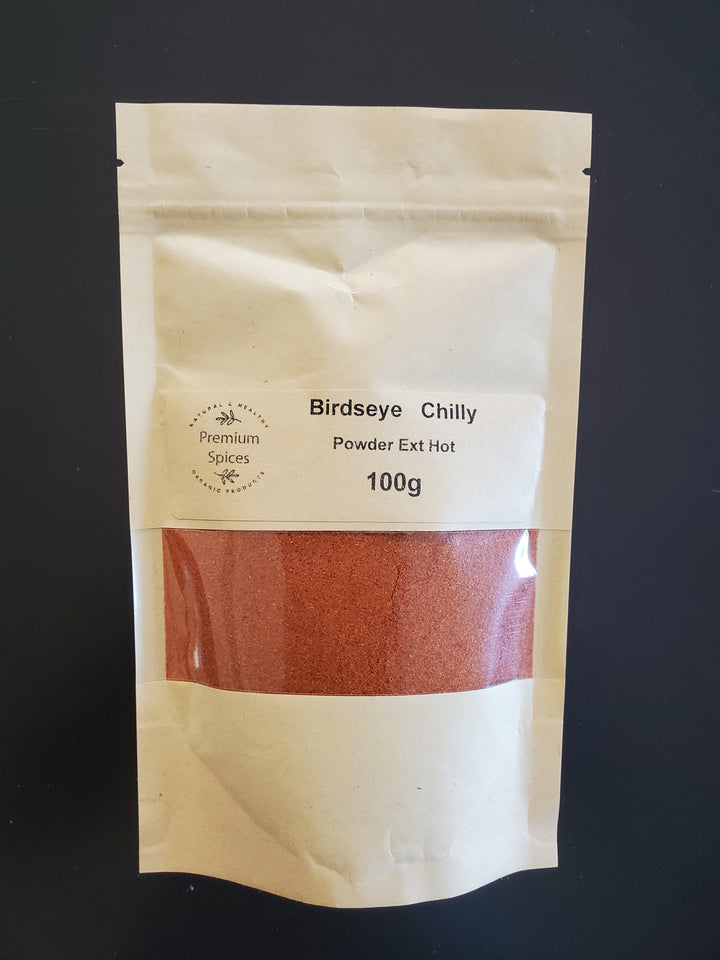 NATURAL & HEALTHY
Premium
Spices
ORGANIC PRODUCTS
Birdseye Chilly
Powder Ext Hot
100g